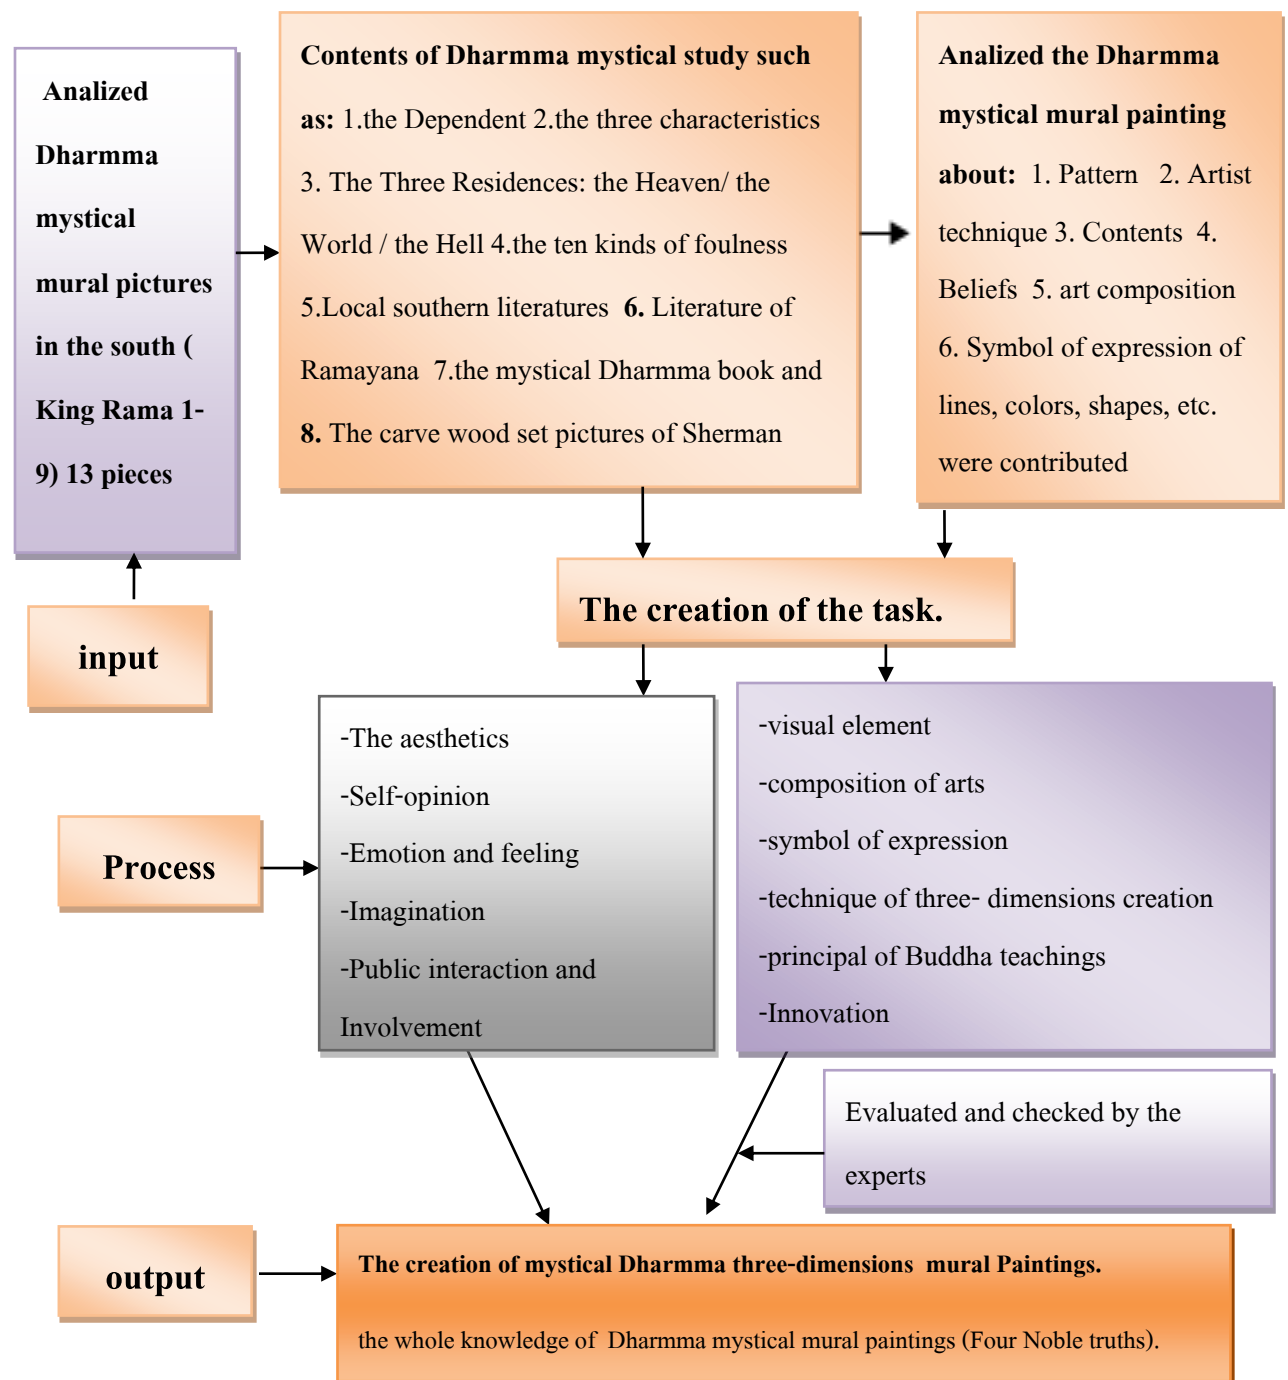 Analized
Dharmma
mystical
mural pictures
in the south (
King Rama 1-
9) 13 pieces
Contents of Dharmma mystical study such
as: 1.the Dependent 2.the three characteristics
3. The Three Residences: the Heaven/ the
World / the Hell 4.the ten kinds of foulness
5.Local southern literatures 6. Literature of
Ramayana 7.the mystical Dharmma book and
8. The carve wood set pictures of Sherman
Analized the Dharmma
mystical mural painting
about: 1. Pattern 2. Artist
technique 3. Contents 4.
Beliefs 5. art composition
6. Symbol of expression of
lines, colors, shapes, etc.
were contributed
input
The creation of the task.
Process
-The aesthetics
-Self-opinion
-Emotion and feeling
-Imagination
-Public interaction and
Involvement
-visual element
-composition of arts
-symbol of expression
-technique of three- dimensions creation
-principal of Buddha teachings
-Innovation
Evaluated and checked by the
experts
output
The creation of mystical Dharmma three-dimensions mural Paintings.
the whole knowledge of Dharmma mystical mural paintings (Four Noble truths).